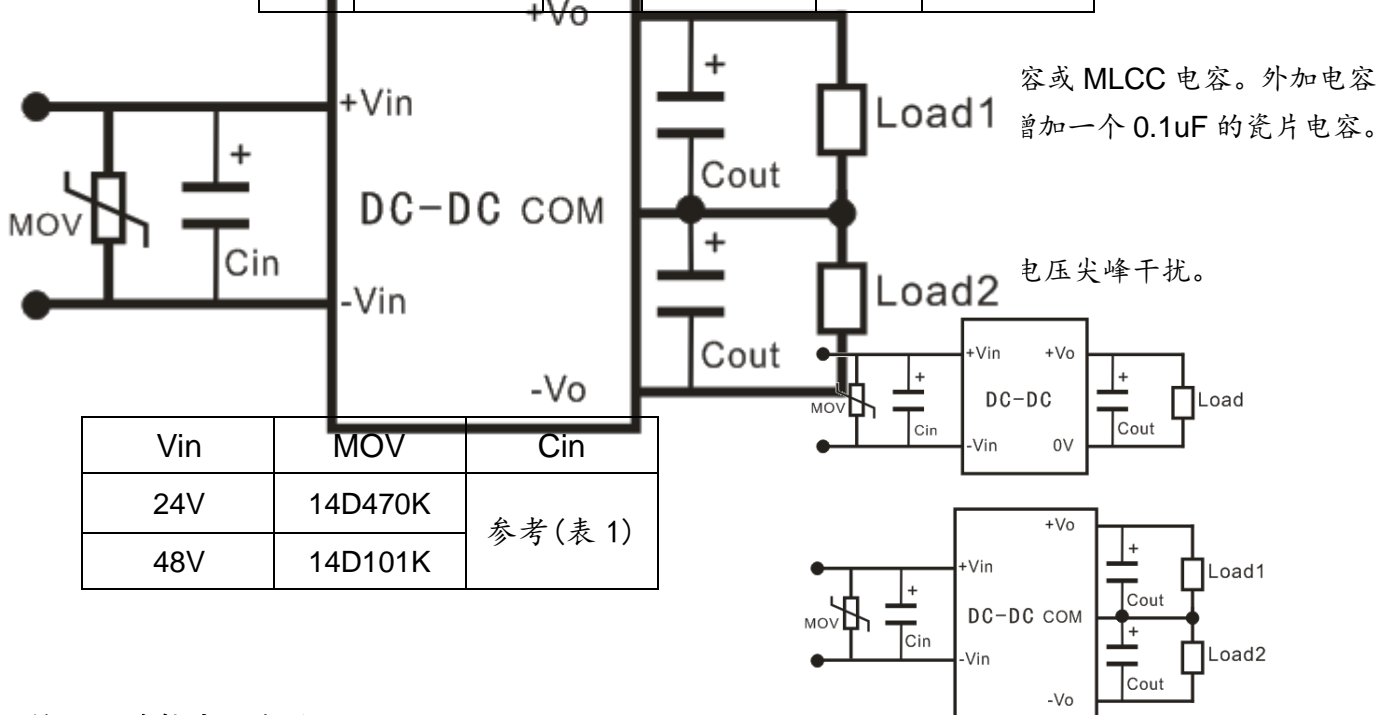 +Vo
容或 MLCC 电容。外加电容
增加一个 0.1uF 的瓷片电容。
+
+Vin
Load1
+
Cout
MOV
DC-DC COM
Cin
+
-Vin
Load2
电压尖峰干扰。
Cout
-Vo
+Vin +Vo
+ +
MOV DC-DC Load
Cin Cout
-Vin 0V
Vin MOV Cin
24V 14D470K 参考(表 1)
48V 14D101K
+Vo
+
+Vin Load1
+ Cout
MOV DC-DC COM
+
Cin
-Vin Load2
Cout
-Vo